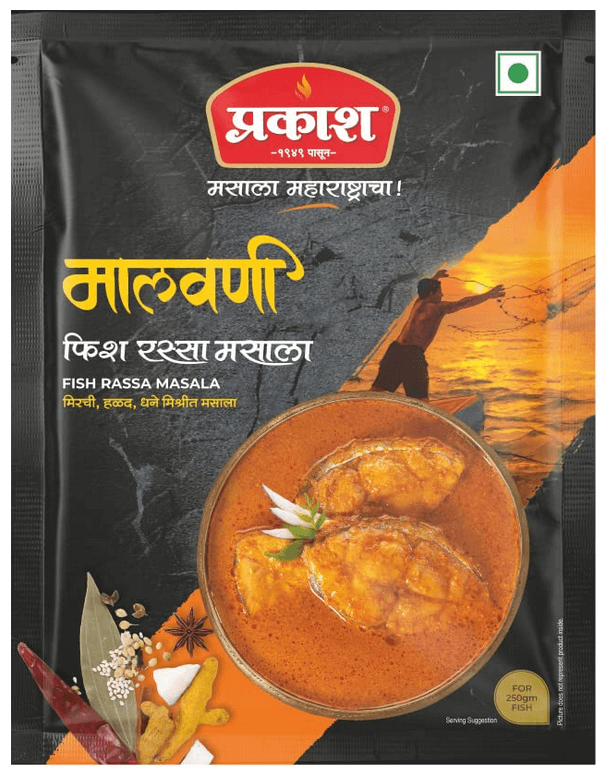 प्रकाश ®
–१९४९ पासून–
मसाला महाराष्ट्राचा!
मालवणी
फिश रस्सा मसाला
FISH RASSA MASALA
मिरची, हळद, धने मिश्रीत मसाला
FOR
250gm
FISH
Serving Suggestion
Picture does not represent product inside.